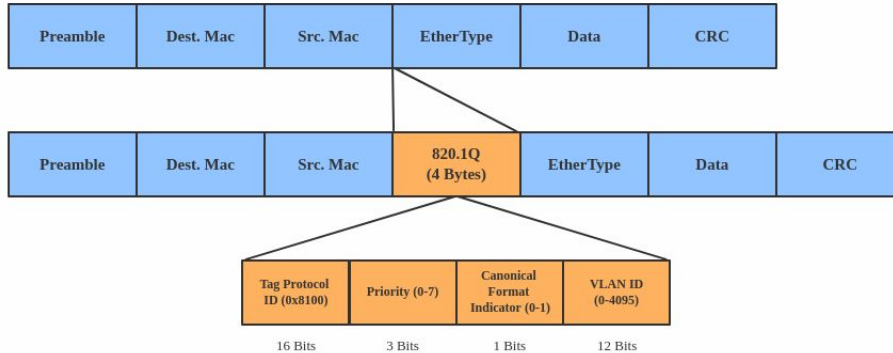 Preamble Dest. Mac Src. Mac EtherType Data CRC
Preamble Dest. Mac Src. Mac 820.1Q EtherType Data CRC
(4 Bytes)
Tag Protocol
ID (0x8100)
Priority (0-7)
Canonical
Format
Indicator (0-1)
VLAN ID
(0-4095)
16 Bits 3 Bits 1 Bits 12 Bits